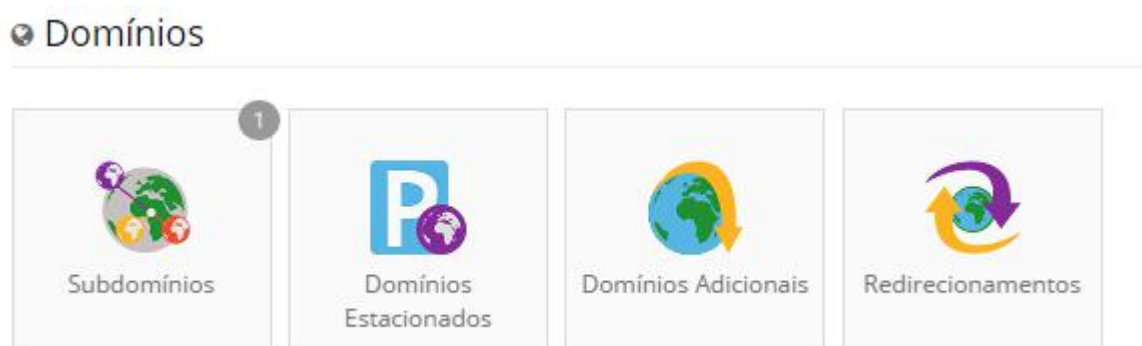 Domínios
1
Subdomínios
Domínios
Estacionados
Domínios Adicionais
Redirecionamentos